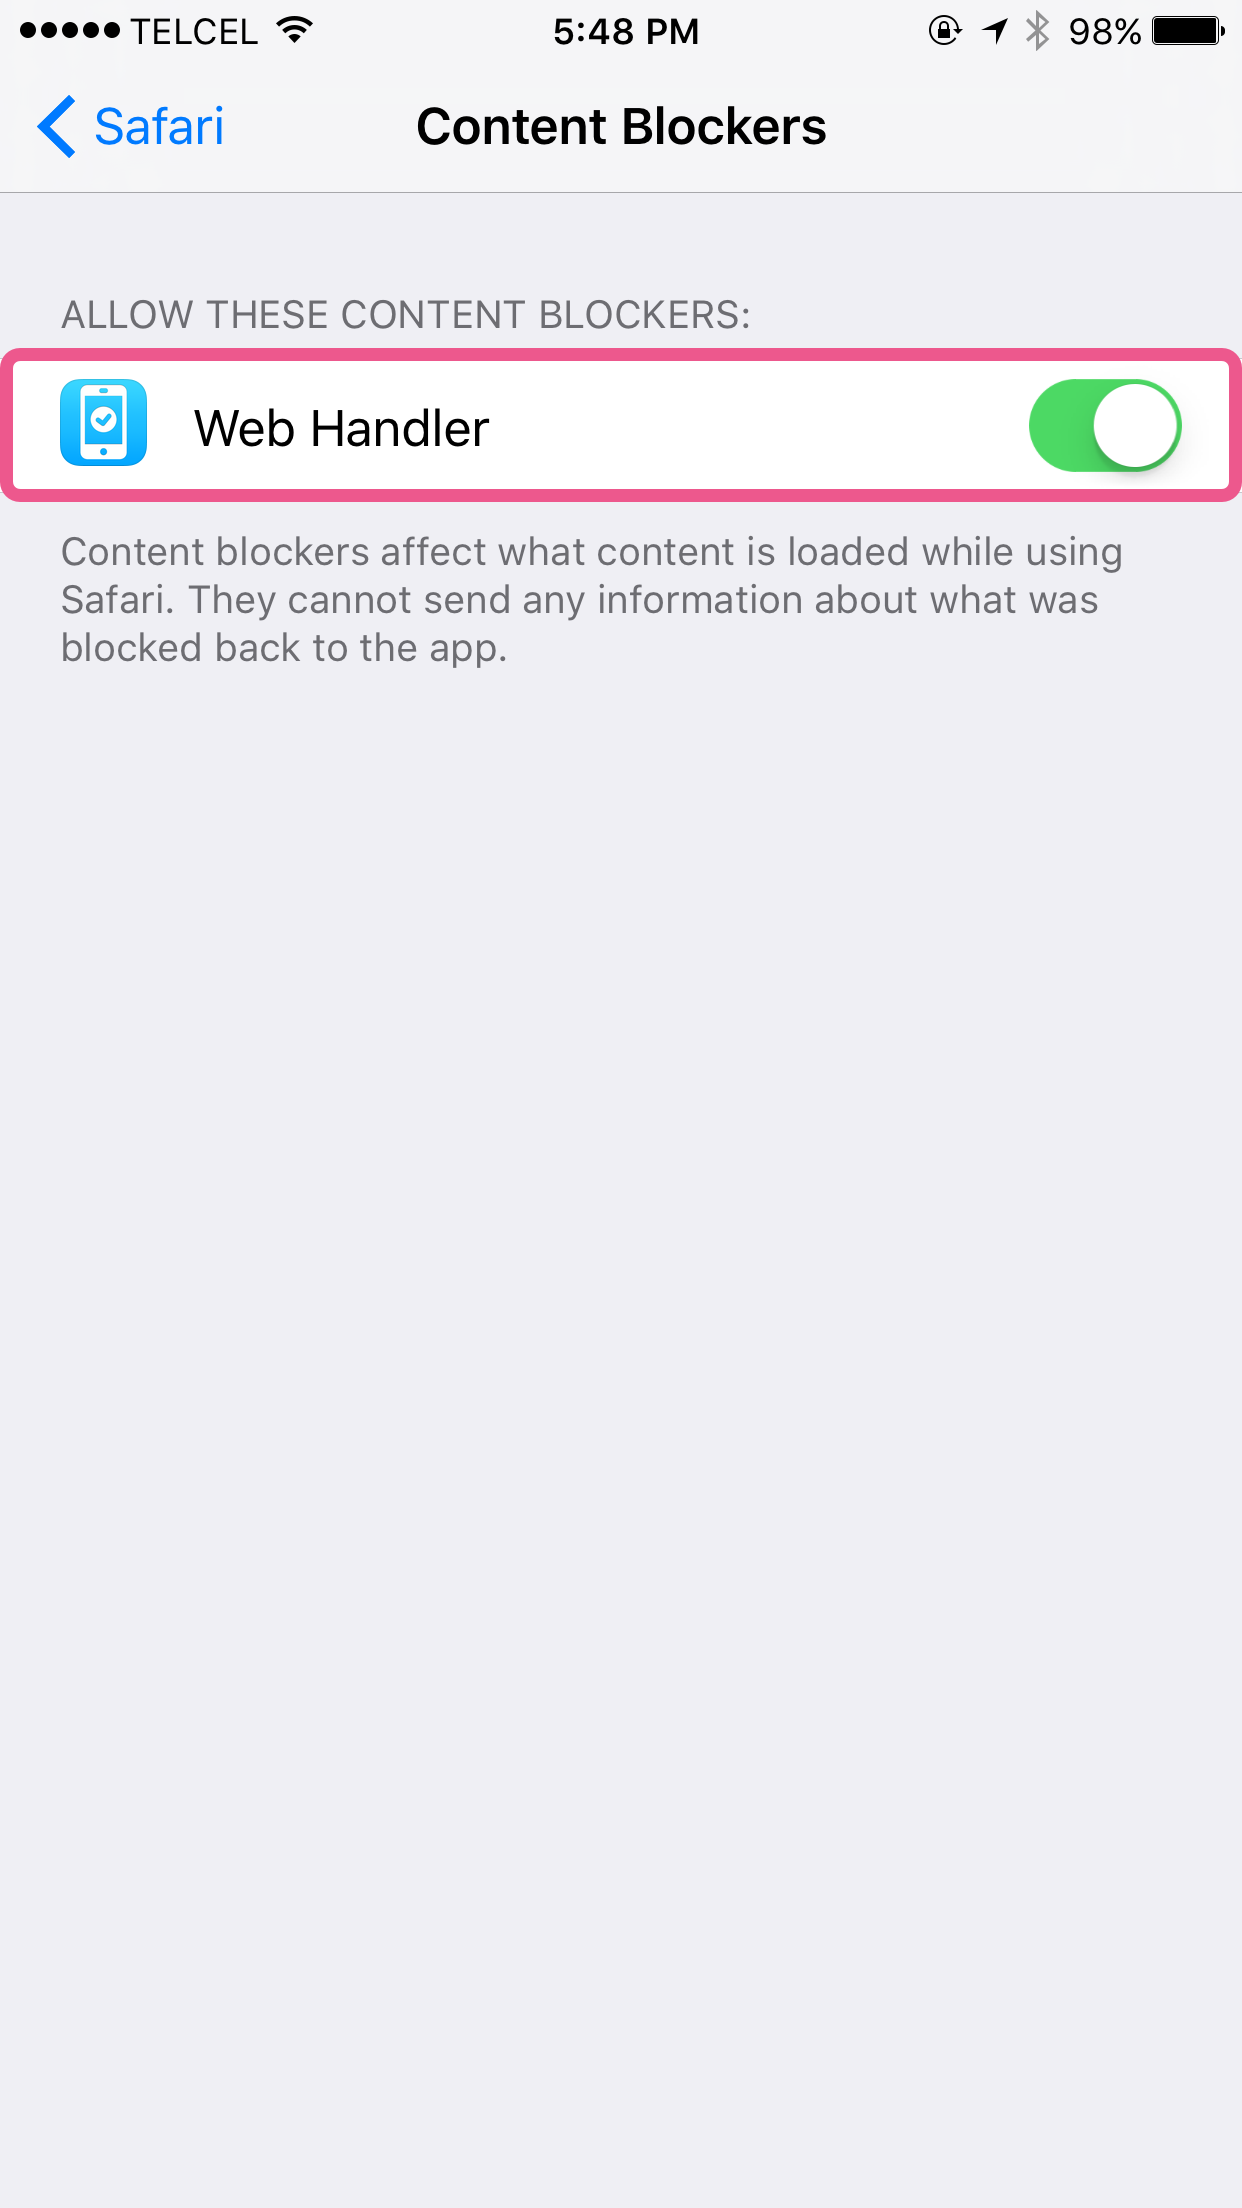 TELCEL 5:48 PM 98%
Safari Content Blockers
ALLOW THESE CONTENT BLOCKERS:
Web Handler
Content blockers affect what content is loaded while using
Safari. They cannot send any information about what was
blocked back to the app.